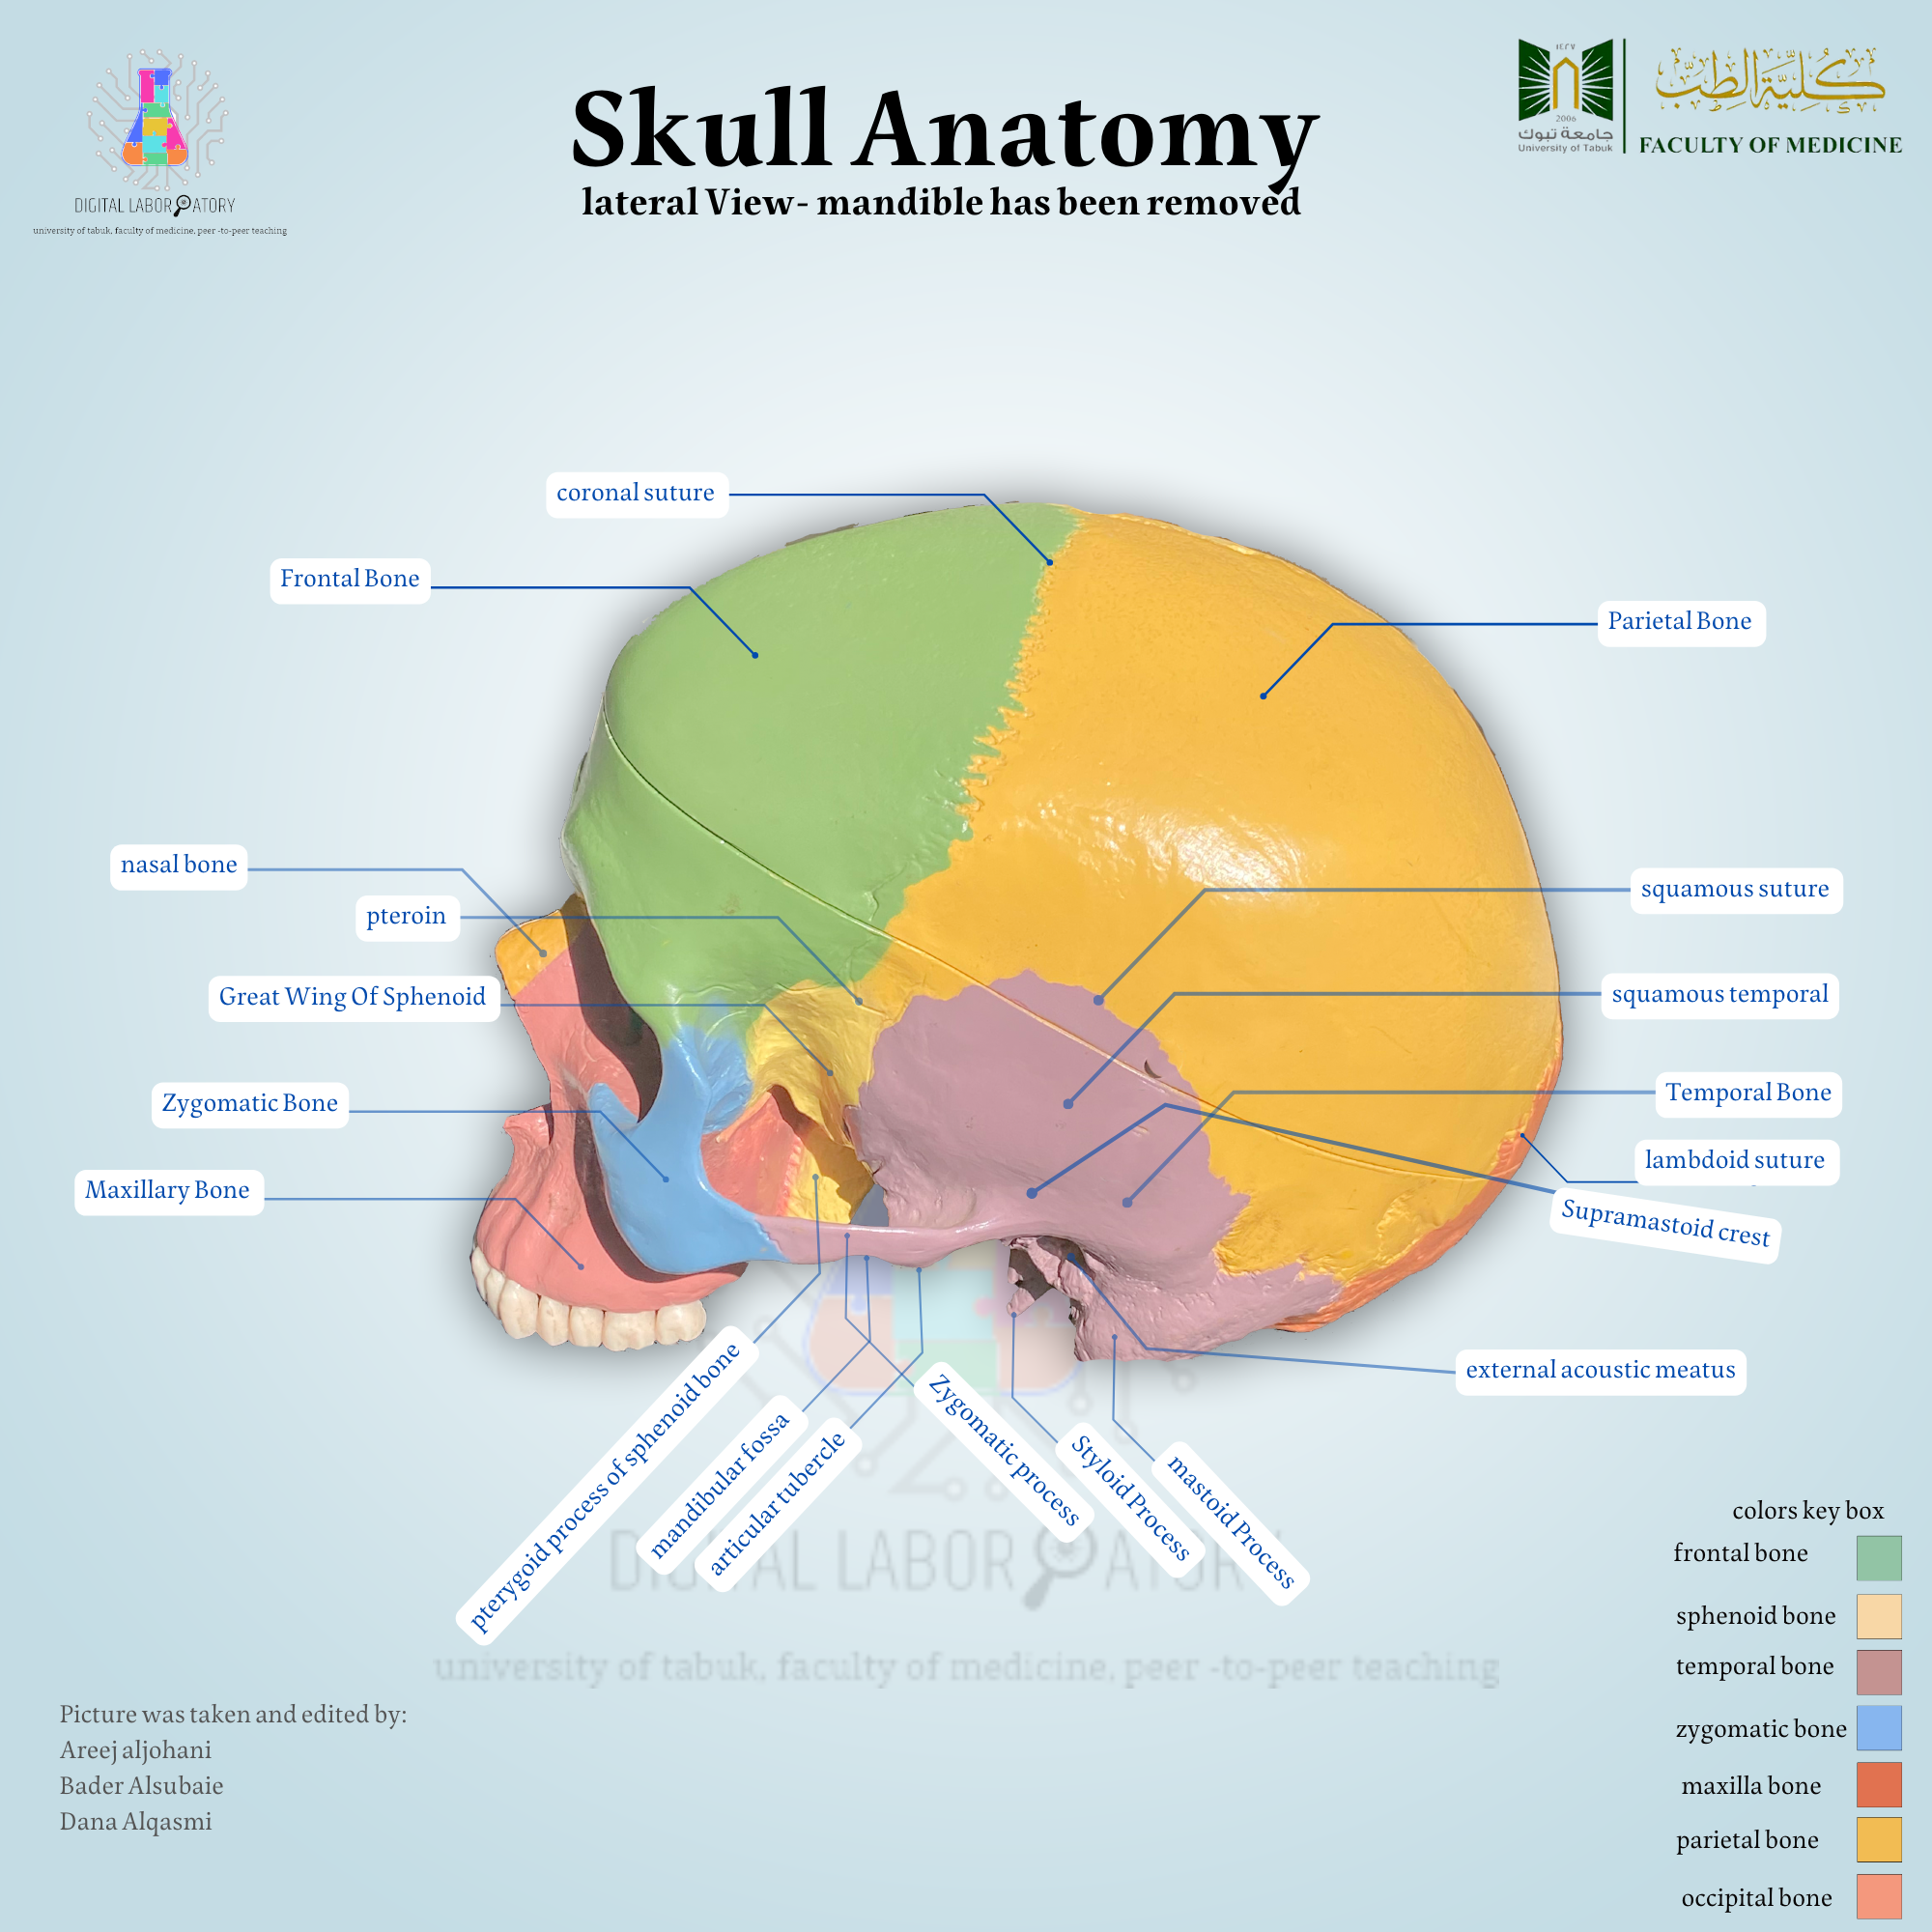 Skull Anatomy
lateral View- mandible has been removed
DIGITAL LABORATORY
university of tabuk, faculty of medicine, peer -to-peer teaching
١٤٢٧
2006
جامعة تبوك
University of Tabuk
كلية الطب
FACULTY OF MEDICINE
coronal suture
Frontal Bone
Parietal Bone
nasal bone
pteroin
Great Wing Of Sphenoid
Zygomatic Bone
Maxillary Bone
squamous suture
squamous temporal
Temporal Bone
lambdoid suture
Supramastoid crest
external acoustic meatus
pterygoid process of sphenoid bone
mandibular fossa
articular tubercle
Zygomatic process
Styloid Process
mastoid Process
DIGITAL LABORATORY
university of tabuk, faculty of medicine, peer -to-peer teaching
colors key box
frontal bone
sphenoid bone
temporal bone
zygomatic bone
maxilla bone
parietal bone
occipital bone
Picture was taken and edited by:
Areej aljohani
Bader Alsubaie
Dana Alqasmi